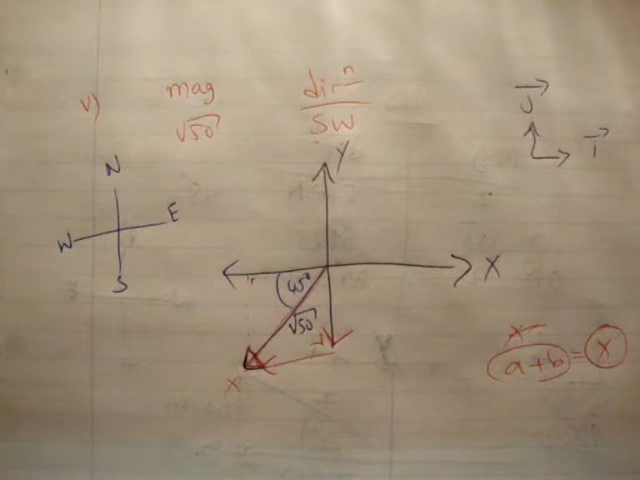 v) mag dirⁿ
√50 SW
j
i
N
W E
S
Y
X
45°
√50
x
x
a+b = x